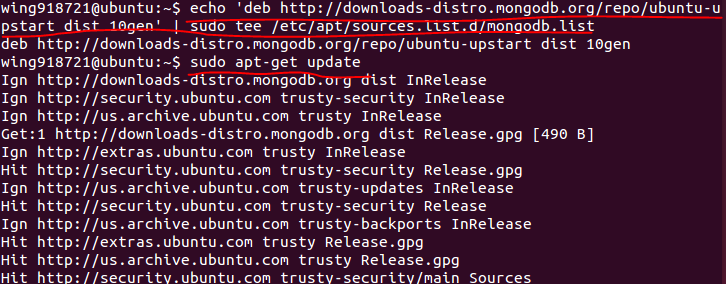 wing918721@ubuntu:~$ echo 'deb http://downloads-distro.mongodb.org/repo/ubuntu-u
pstart dist 10gen' | sudo tee /etc/apt/sources.list.d/mongodb.list
deb http://downloads-distro.mongodb.org/repo/ubuntu-upstart dist 10gen
wing918721@ubuntu:~$ sudo apt-get update
Ign http://downloads-distro.mongodb.org dist InRelease
Ign http://security.ubuntu.com trusty-security InRelease
Ign http://us.archive.ubuntu.com trusty InRelease
Get:1 http://downloads-distro.mongodb.org dist Release.gpg [490 B]
Ign http://extras.ubuntu.com trusty InRelease
Hit http://security.ubuntu.com trusty-security Release.gpg
Ign http://us.archive.ubuntu.com trusty-updates InRelease
Hit http://security.ubuntu.com trusty-security Release
Ign http://us.archive.ubuntu.com trusty-backports InRelease
Hit http://extras.ubuntu.com trusty Release.gpg
Hit http://us.archive.ubuntu.com trusty Release.gpg
Hit http://security.ubuntu.com trusty-security/main Sources